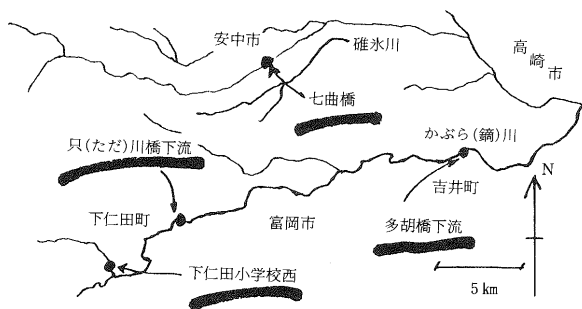 安中市
碓氷川
高崎市
七曲橋
かぶら(鏑)川
只(ただ)川橋下流
N
吉井町
下仁田町
富岡市
多胡橋下流
下仁田小学校西
5km